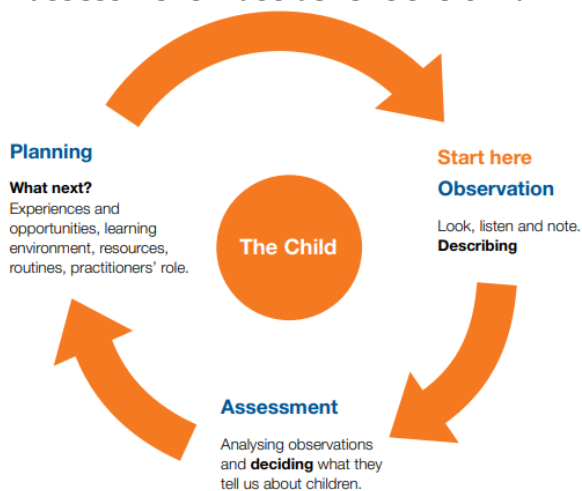 Start here
Observation
Look, listen and note.
Describing
Assessment
Analysing observations
and deciding what they
tell us about children.
Planning
What next?
Experiences and
opportunities, learning
environment, resources,
routines, practitioners' role.
The Child